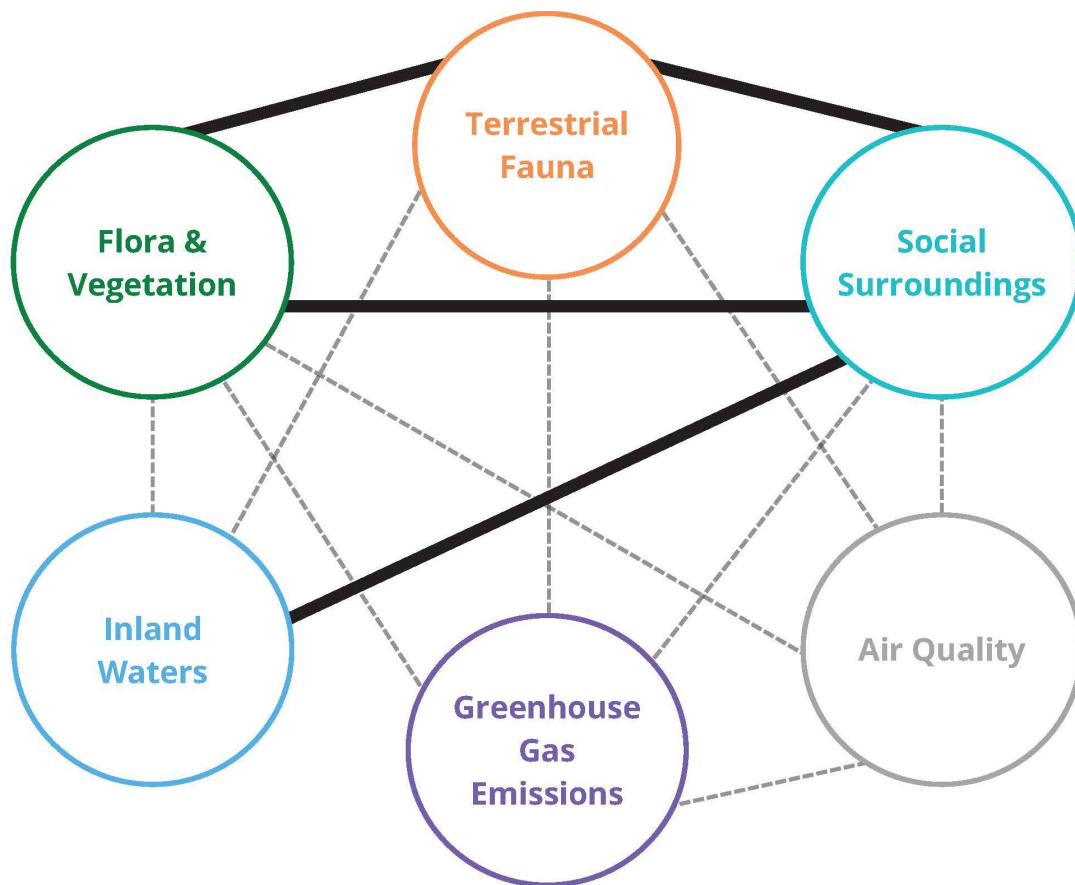 Terrestrial
Fauna
Flora &
Vegetation
Social
Surroundings
Inland
Waters
Air Quality
Greenhouse
Gas
Emissions